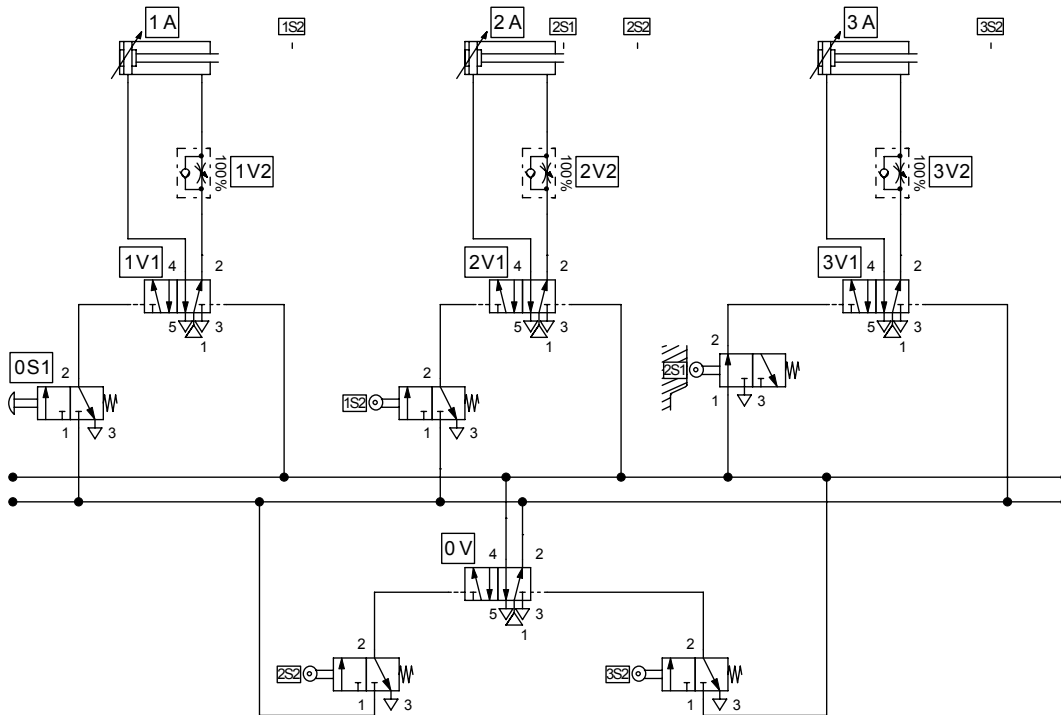 1 A 1S2 2 A 2S1 2S2 3 A 3S2
100% 1V2 100% 2V2 100% 3V2
1V1 4 2 2V1 4 2 3V1 4 2
5 3 5 3 5 3
1 1 1
0S1 2 2 2
1S2 2S1
1 3 1 3 1 3
0 V 4 2
5 3
1
2 2
2S2 3S2
1 3 1 3